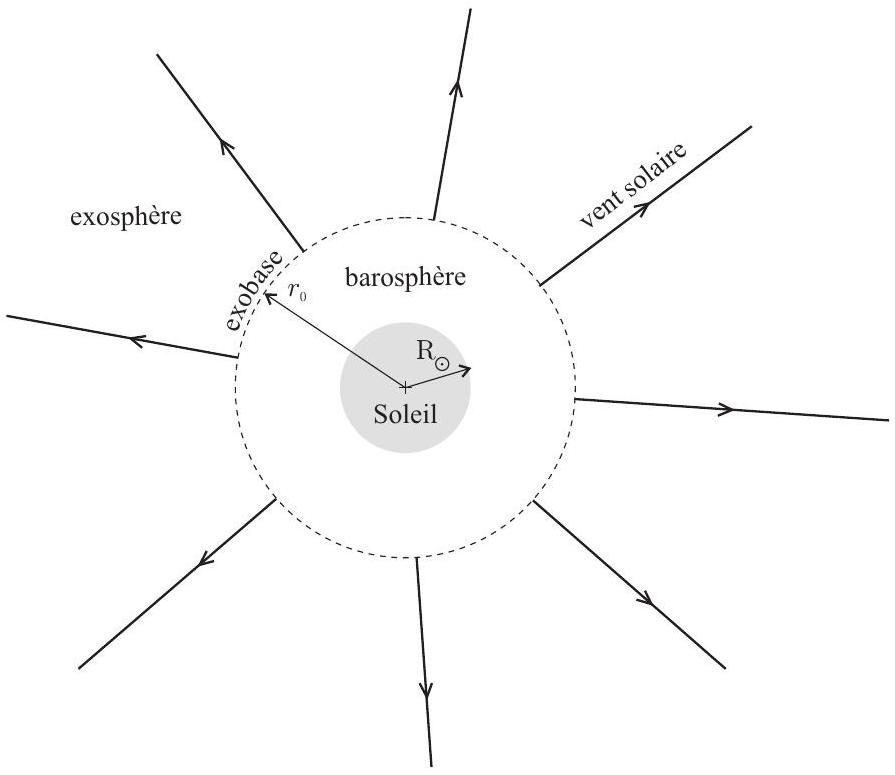 vent solaire
exosphère
exobase
barosphère
r₀
R☉
Soleil